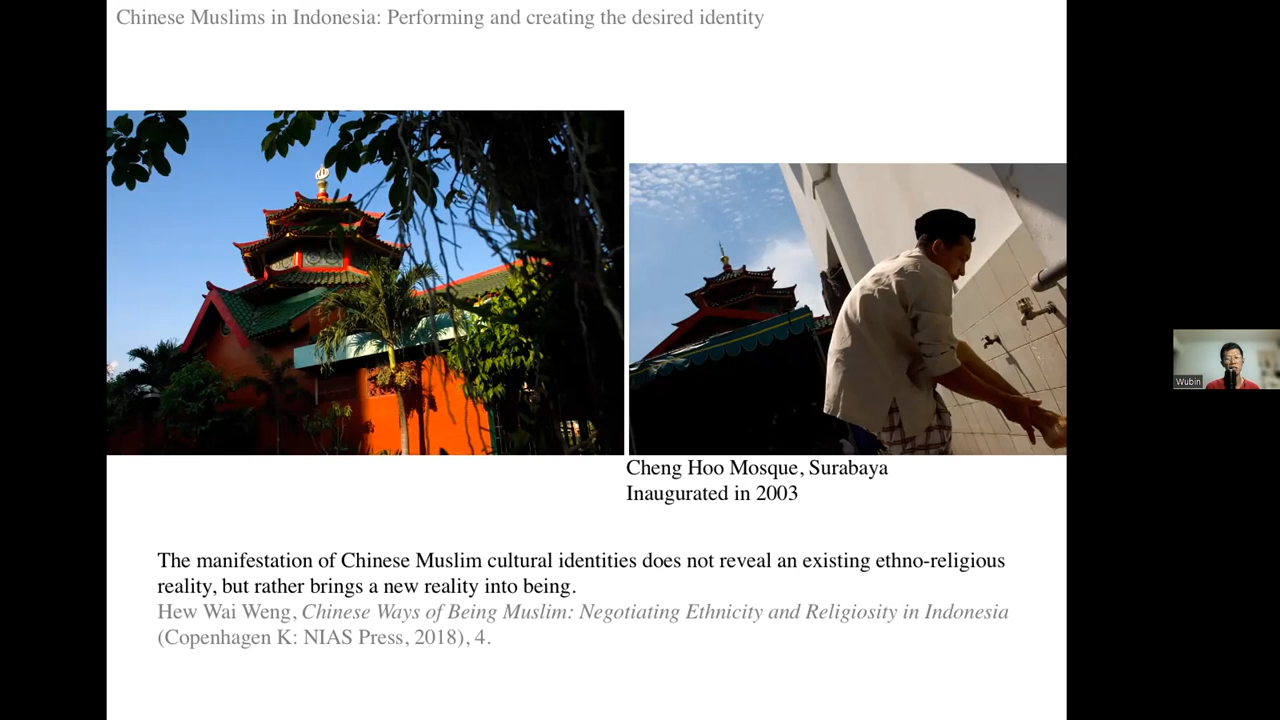 Chinese Muslims in Indonesia: Performing and creating the desired identity
Cheng Hoo Mosque, Surabaya
Inaugurated in 2003
The manifestation of Chinese Muslim cultural identities does not reveal an existing ethno-religious
reality, but rather brings a new reality into being.
Hew Wai Weng, Chinese Ways of Being Muslim: Negotiating Ethnicity and Religiosity in Indonesia
(Copenhagen K: NIAS Press, 2018), 4.
Wubin